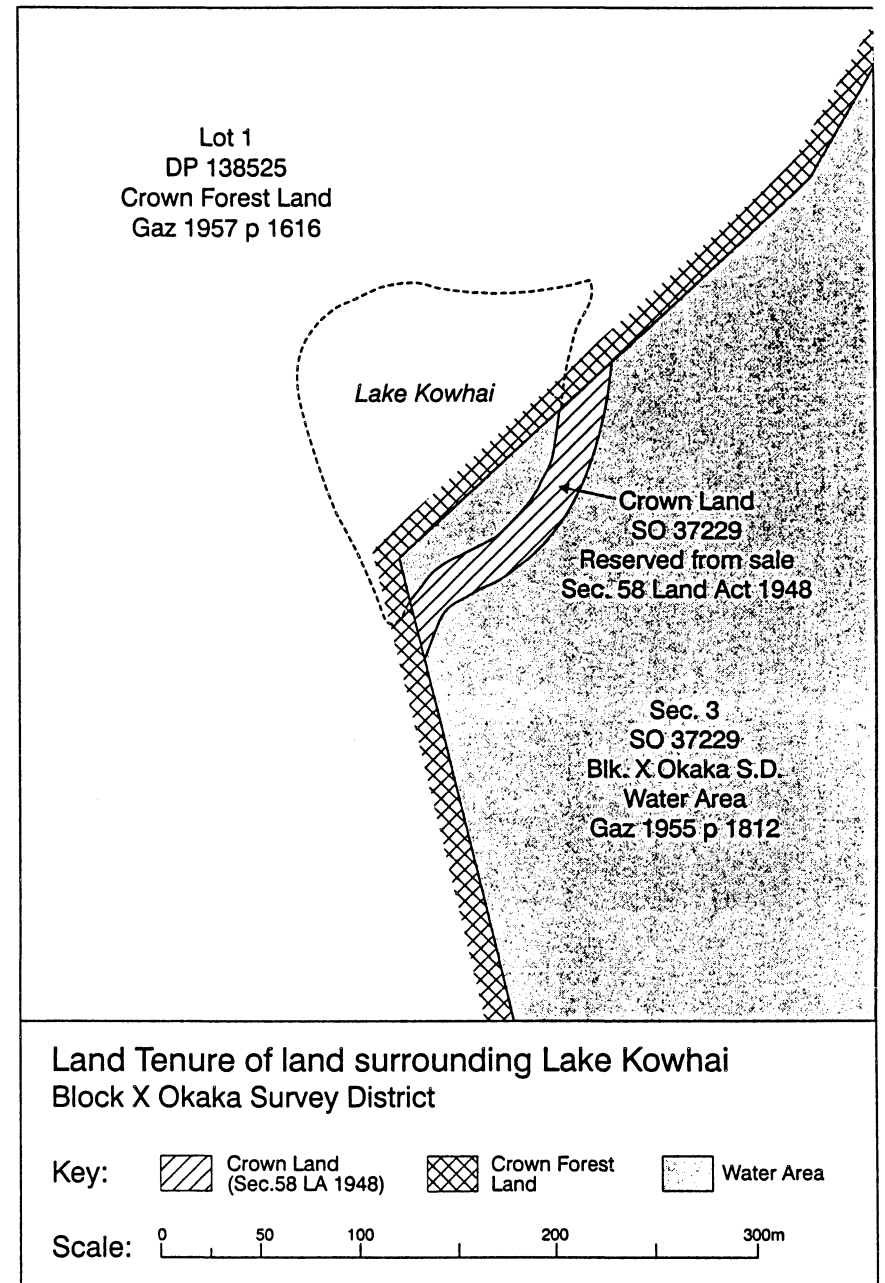 Lot 1
DP 138525
Crown Forest Land
Gaz 1957 p 1616
Lake Kowhai
Crown Land
SO 37229
Reserved from sale
Sec. 58 Land Act 1948
Sec. 3
SO 37229
Blk. X Okaka S.D.
Water Area
Gaz 1955 p 1812
Land Tenure of land surrounding Lake Kowhai
Block X Okaka Survey District
Key:
Crown Land
(Sec.58 LA 1948)
Crown Forest
Land
Water Area
Scale:
0 50 100 200 300m